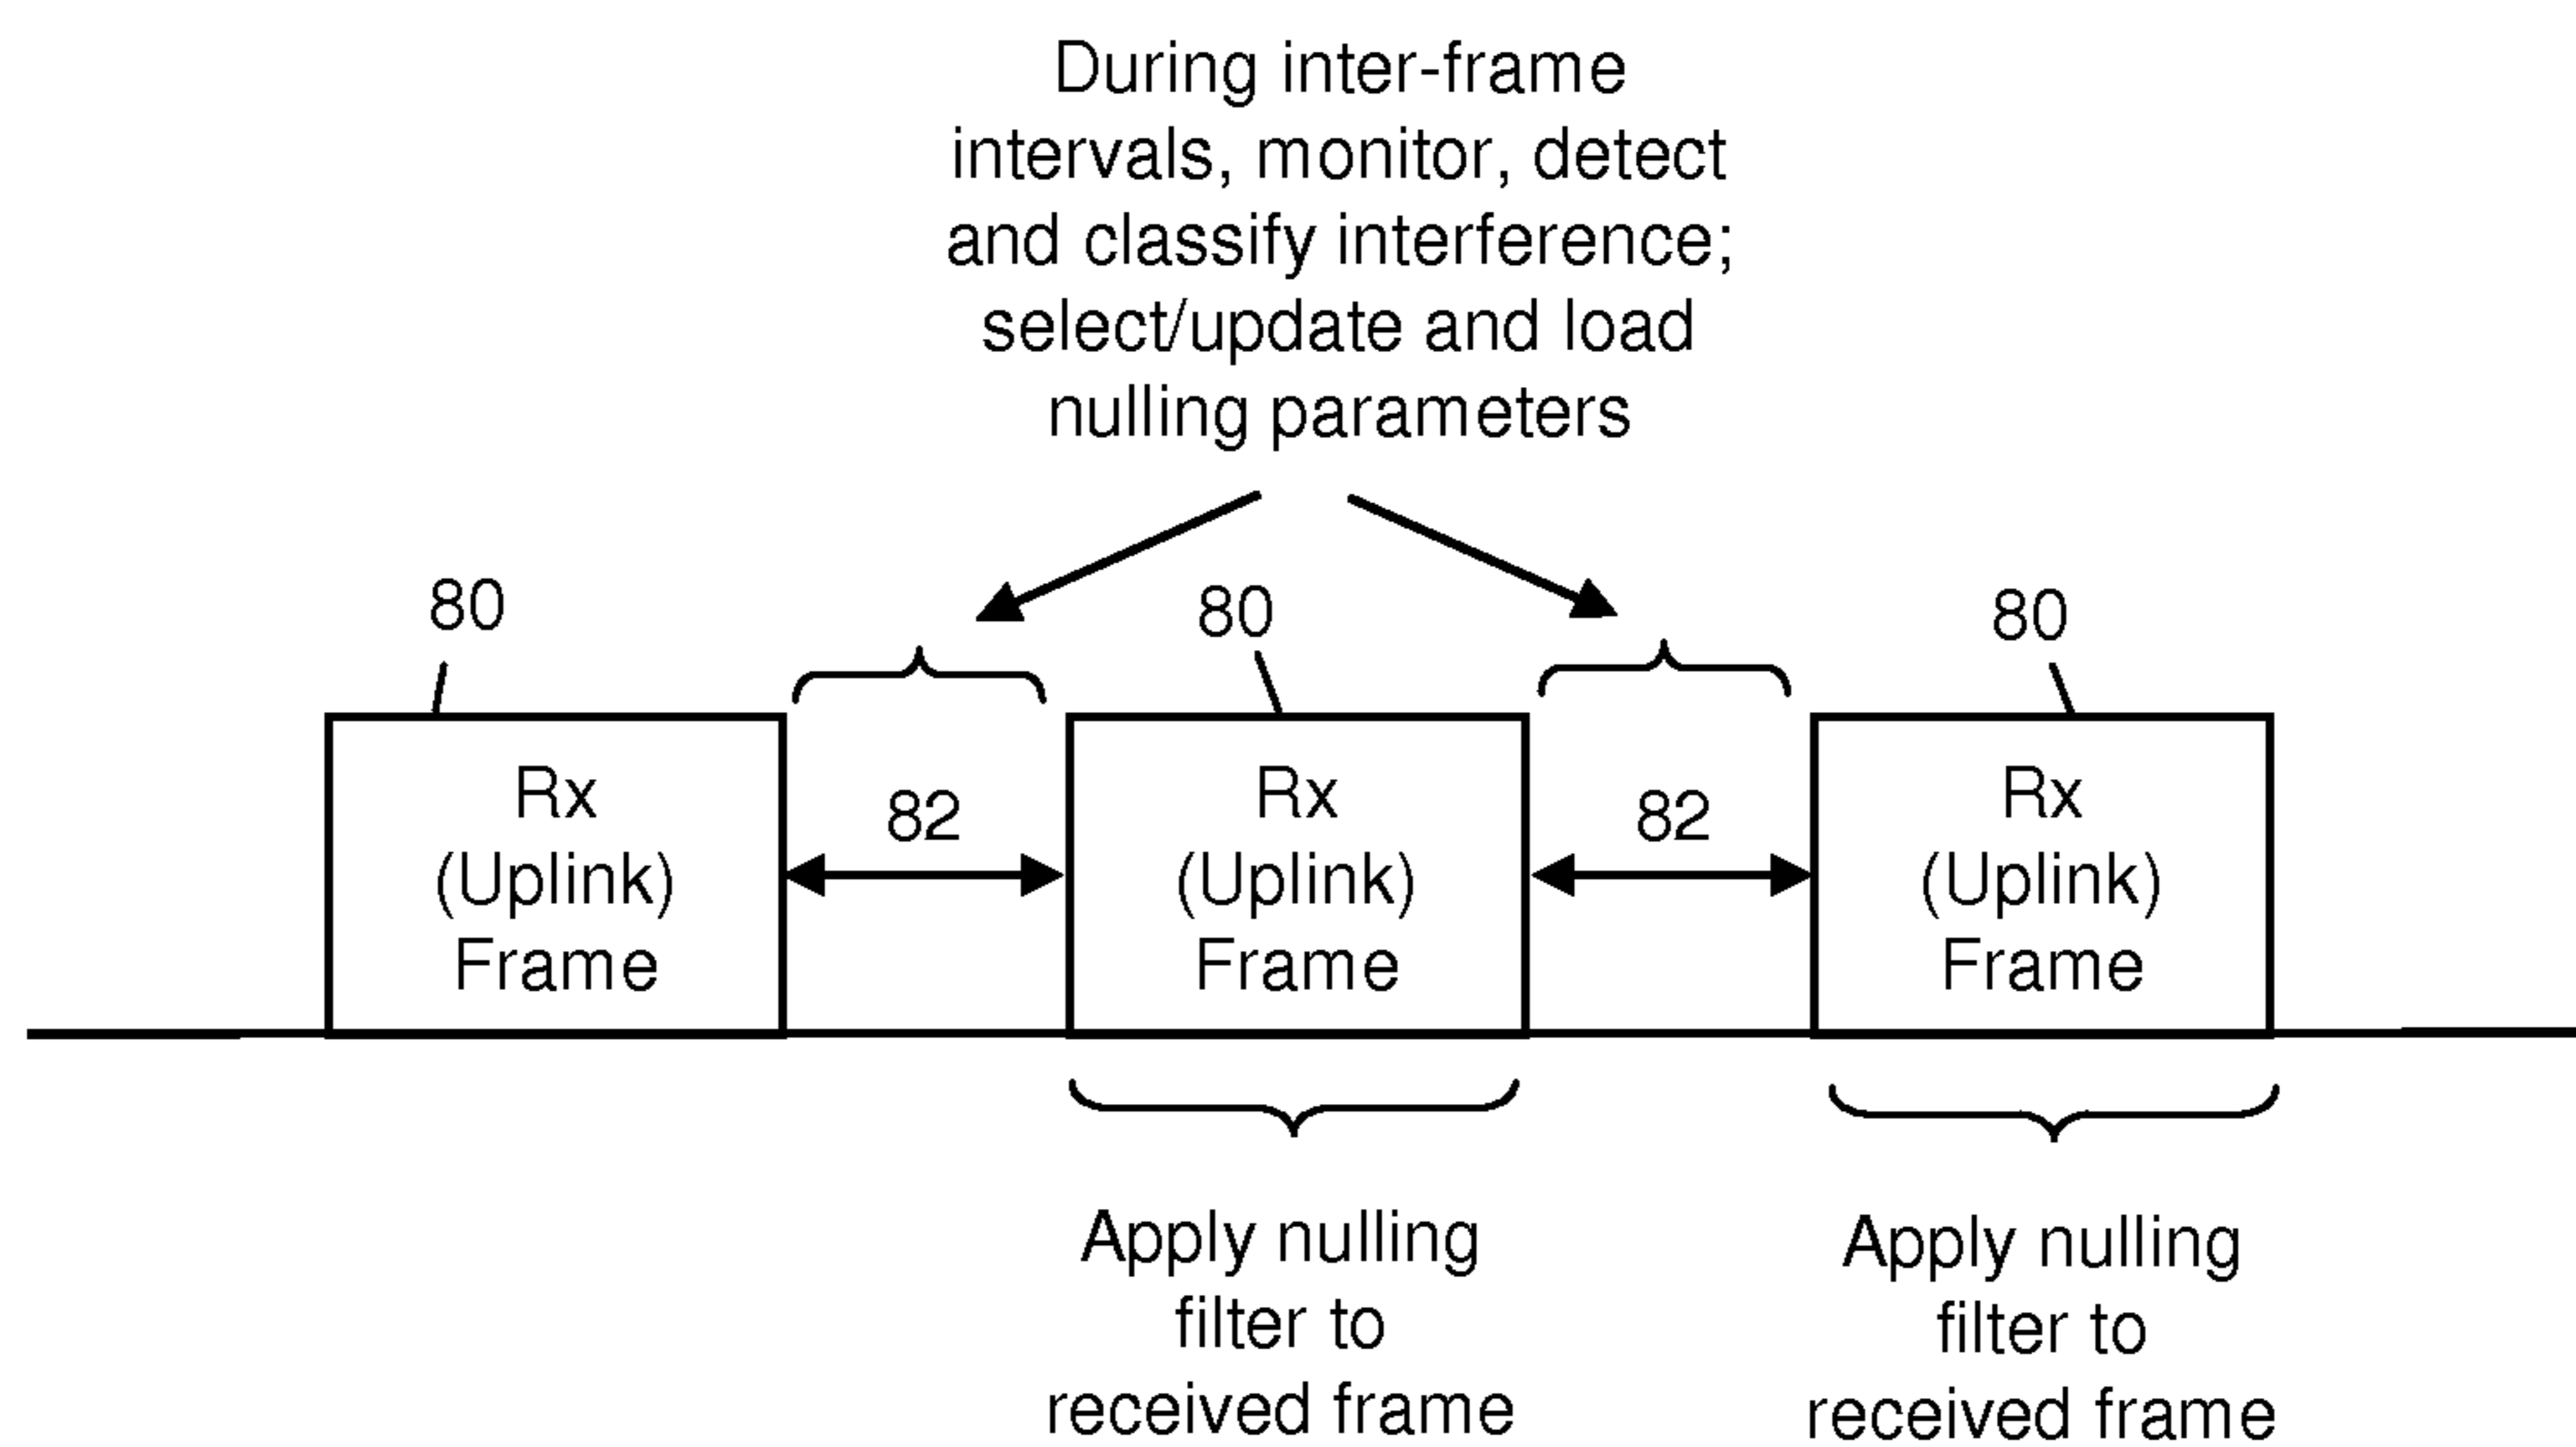 During inter-frame
intervals, monitor, detect
and classify interference;
select/update and load
nulling parameters
80
80
80
Rx
(Uplink)
Frame
82
Rx
(Uplink)
Frame
82
Rx
(Uplink)
Frame
Apply nulling
filter to
received frame
Apply nulling
filter to
received frame